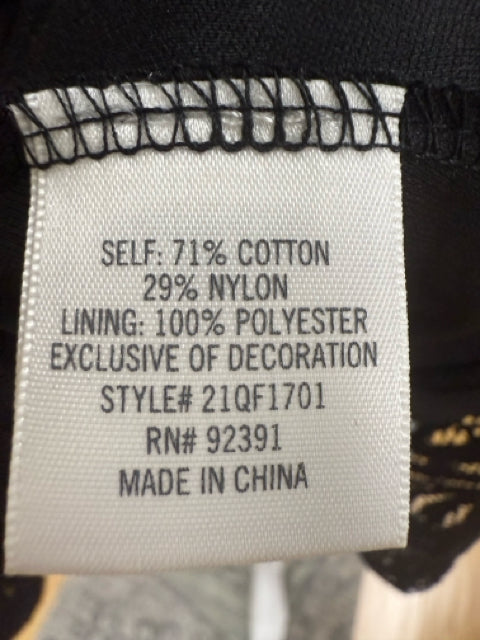 SELF: 71% COTTON
29% NYLON
LINING: 100% POLYESTER
EXCLUSIVE OF DECORATION
STYLE# 21QF1701
RN# 92391
MADE IN CHINA